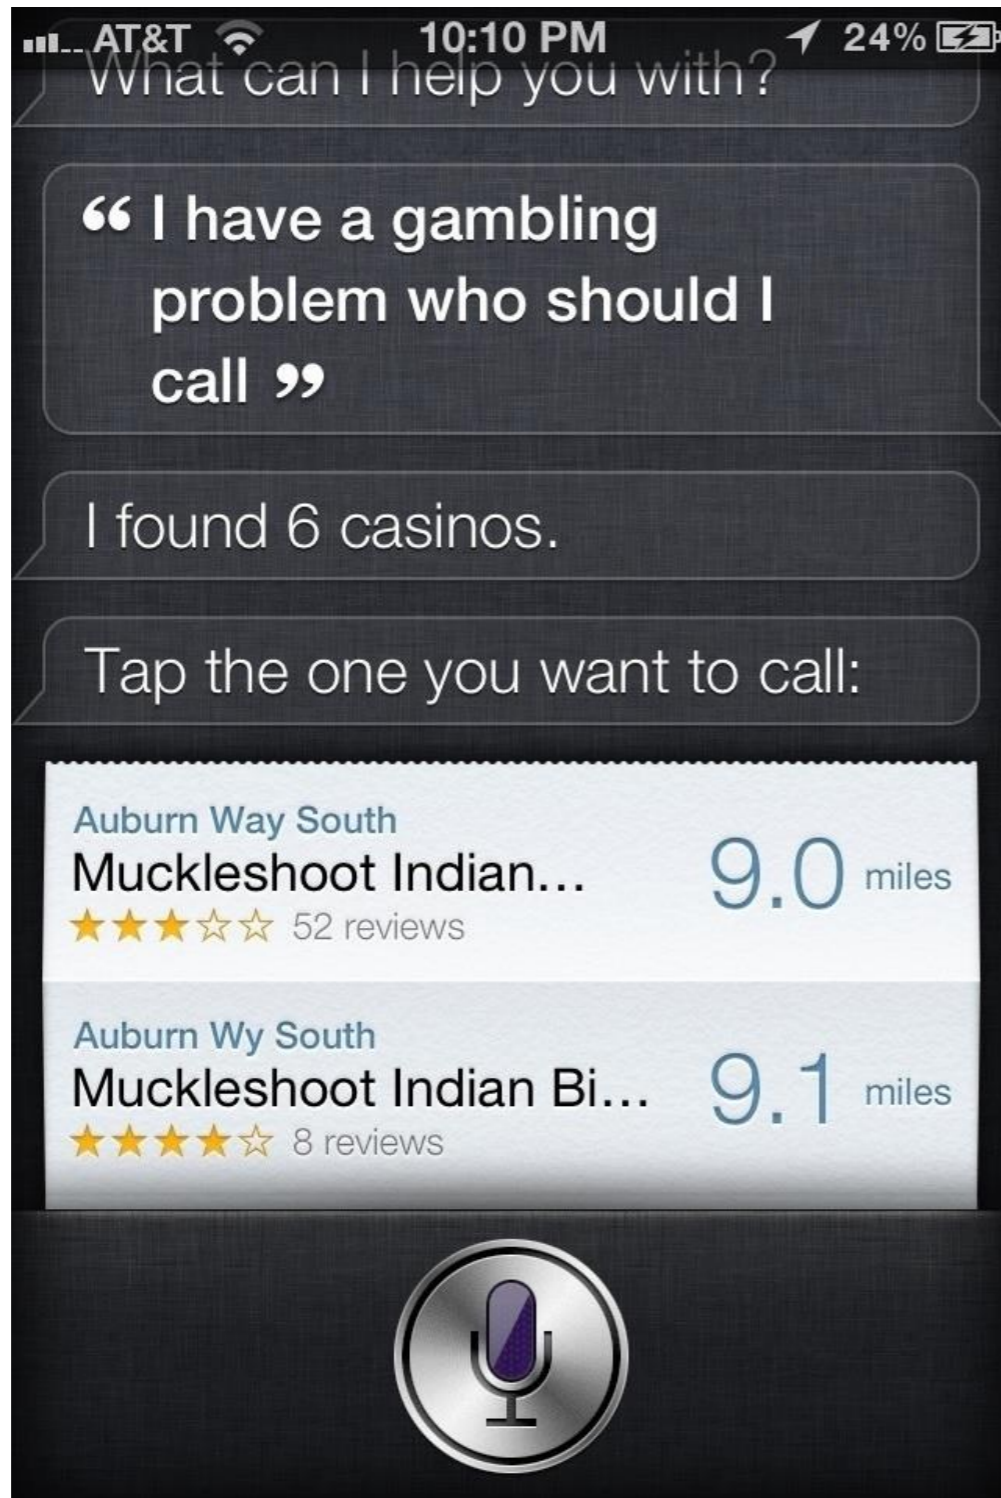 AT&T 10:10 PM 24%
What can I help you with?
“ I have a gambling
problem who should I
call ”
I found 6 casinos.
Tap the one you want to call:
Auburn Way South
Muckleshoot Indian...
9.0 miles
52 reviews
Auburn Wy South
Muckleshoot Indian Bi...
9.1 miles
8 reviews